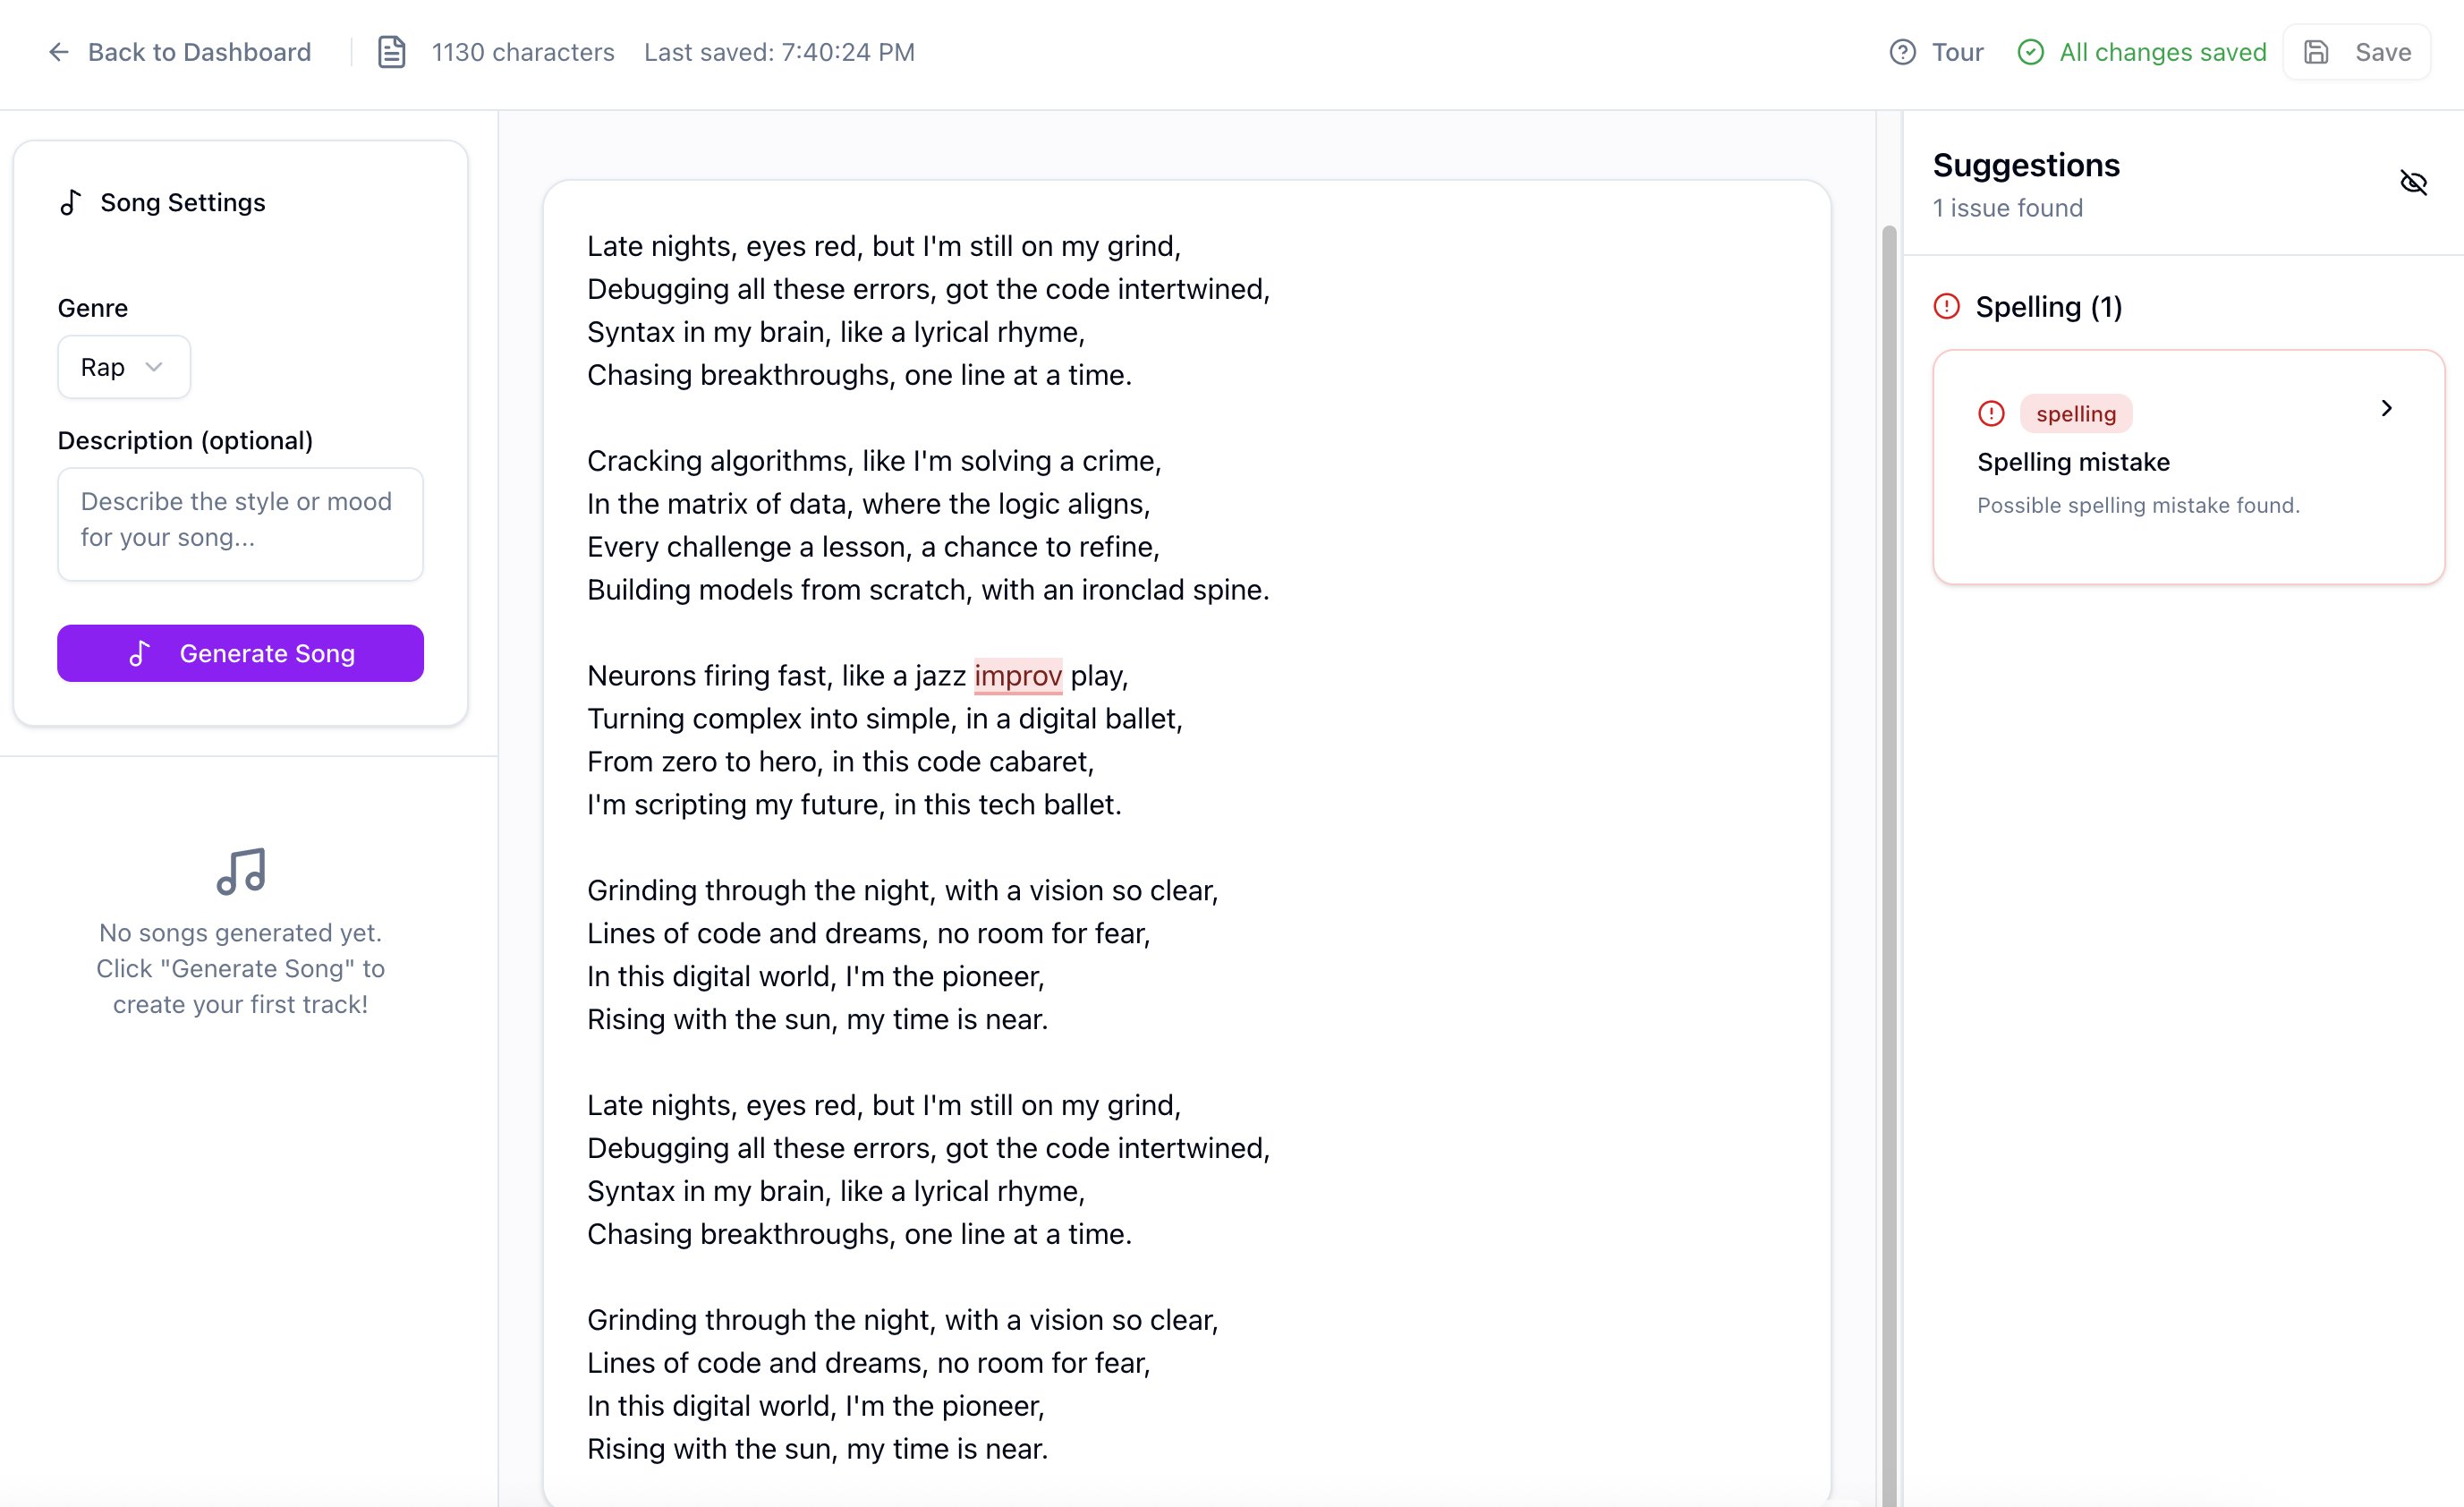 Back to Dashboard
1130 characters
Last saved: 7:40:24 PM
Tour
All changes saved
Save
Song Settings
Genre
Rap
Description (optional)
Describe the style or mood
for your song...
Generate Song
No songs generated yet.
Click "Generate Song" to
create your first track!
Late nights, eyes red, but I'm still on my grind,
Debugging all these errors, got the code intertwined,
Syntax in my brain, like a lyrical rhyme,
Chasing breakthroughs, one line at a time.
Cracking algorithms, like I'm solving a crime,
In the matrix of data, where the logic aligns,
Every challenge a lesson, a chance to refine,
Building models from scratch, with an ironclad spine.
Neurons firing fast, like a jazz improv play,
Turning complex into simple, in a digital ballet,
From zero to hero, in this code cabaret,
I'm scripting my future, in this tech ballet.
Grinding through the night, with a vision so clear,
Lines of code and dreams, no room for fear,
In this digital world, I'm the pioneer,
Rising with the sun, my time is near.
Late nights, eyes red, but I'm still on my grind,
Debugging all these errors, got the code intertwined,
Syntax in my brain, like a lyrical rhyme,
Chasing breakthroughs, one line at a time.
Grinding through the night, with a vision so clear,
Lines of code and dreams, no room for fear,
In this digital world, I'm the pioneer,
Rising with the sun, my time is near.
Suggestions
1 issue found
Spelling (1)
spelling
Spelling mistake
Possible spelling mistake found.